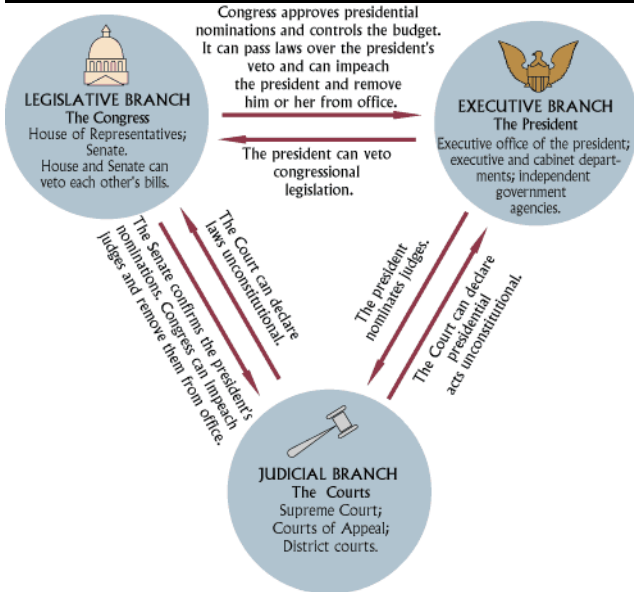 Congress approves presidential
nominations and controls the budget.
It can pass laws over the president's
veto and can impeach
the president and remove
him or her from office.
LEGISLATIVE BRANCH
The Congress
House of Representatives;
Senate.
House and Senate can
veto each other's bills.
EXECUTIVE BRANCH
The President
Executive office of the president;
executive and cabinet depart-
ments; independent
government
agencies.
The president can veto
congressional
legislation.
The Senate confirms the president's
nominations. Congress can impeach
judges and remove them from office.
The Court can declare
laws unconstitutional.
The president
nominates judges.
The Court can declare
presidential
acts unconstitutional.
JUDICIAL BRANCH
The Courts
Supreme Court;
Courts of Appeal;
District courts.